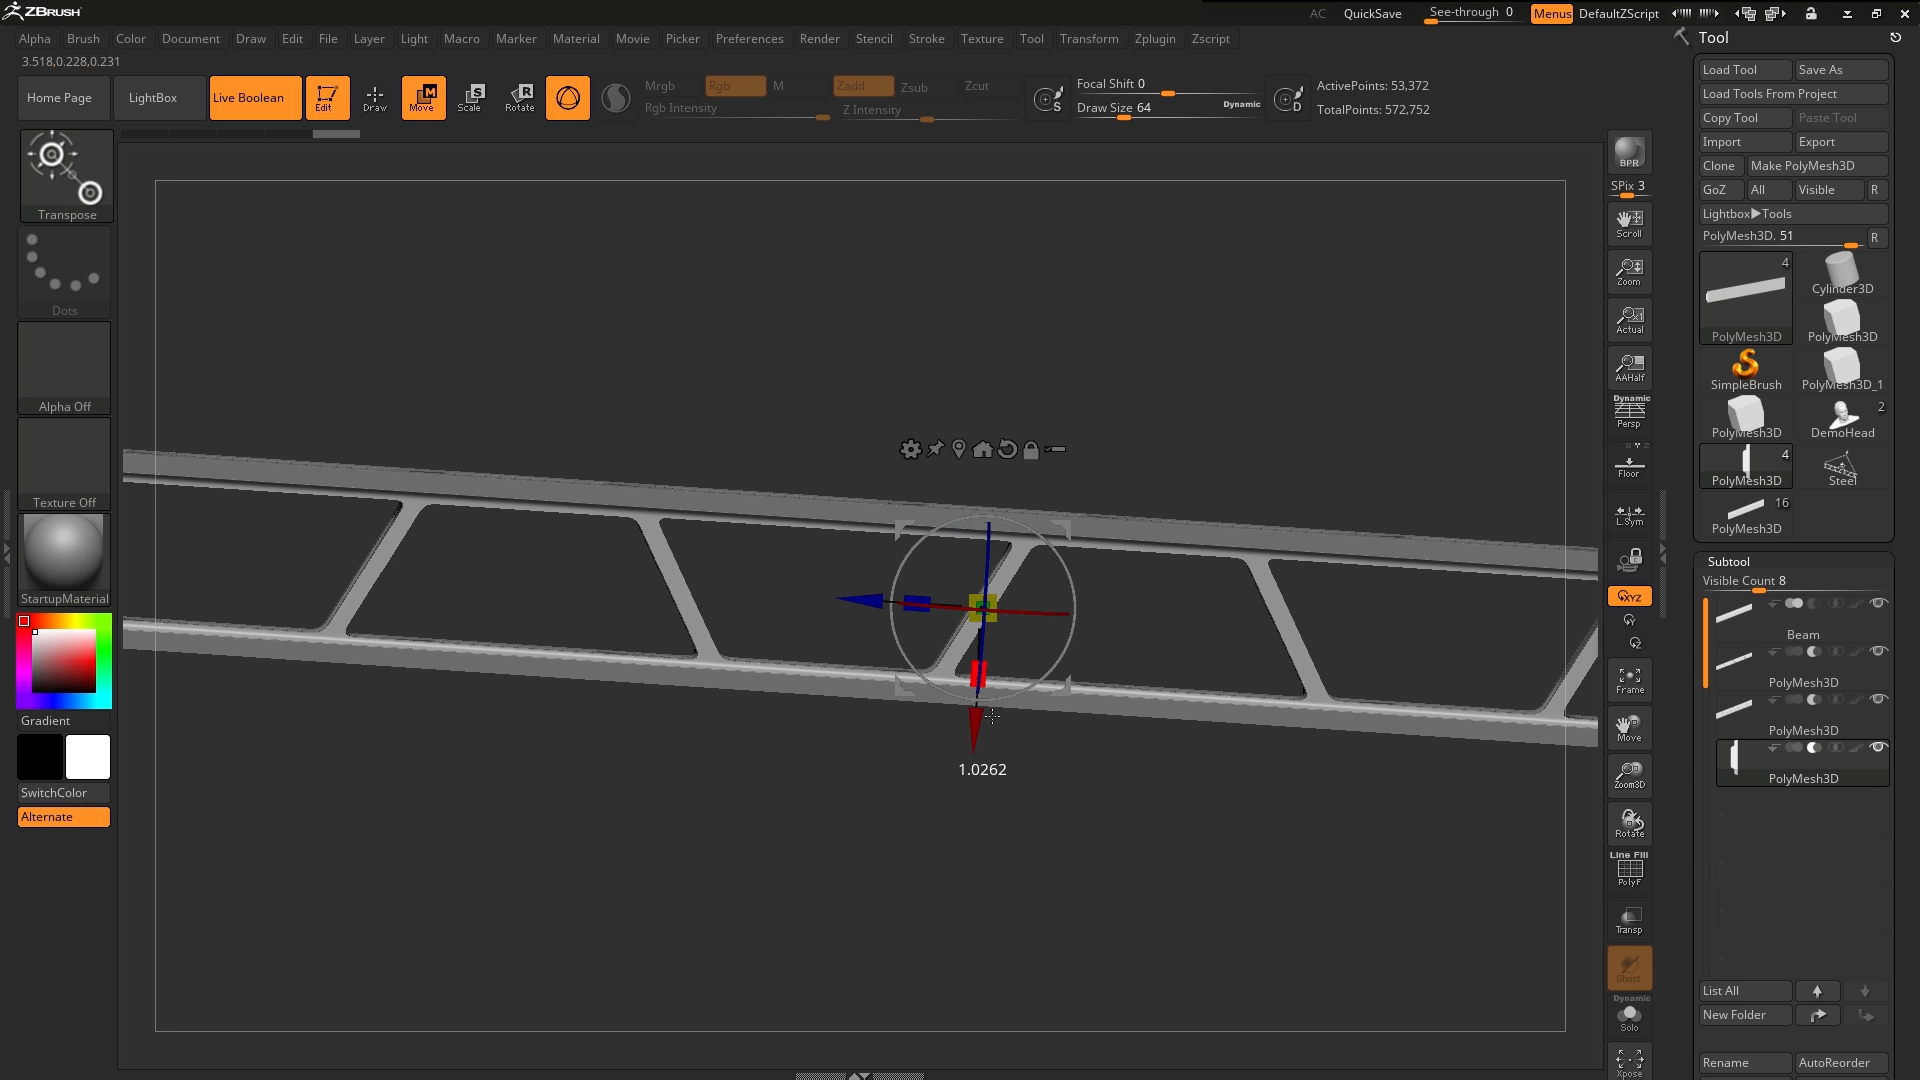 ZBRUSH
AC QuickSave See-through 0 Menus DefaultZScript
Alpha Brush Color Document Draw Edit File Layer Light Macro Marker Material Movie Picker Preferences Render Stencil Stroke Texture Tool Transform Zplugin Zscript
3.518,0.228,0.231
Home Page LightBox Live Boolean Edit Draw Move Scale Rotate
M S R
Mrgb Rgb M Zadd Zsub Zcut
Rgb Intensity Z Intensity
Focal Shift 0
Draw Size 64 Dynamic
S D
ActivePoints: 53,372
TotalPoints: 572,752
Transpose
Dots
Alpha Off
Texture Off
StartupMaterial
Gradient
SwitchColor
Alternate
1.0262
BPR
SPix 3
Scroll
Zoom
Actual
AAHalf
Dynamic
Persp
Floor
L.Sym
XYZ
Y
Z
Frame
Move
Zoom3D
Rotate
Line Fill
PolyF
Transp
Ghost
Dynamic
Solo
Xpose
Tool
Load Tool Save As
Load Tools From Project
Copy Tool Paste Tool
Import Export
Clone Make PolyMesh3D
GoZ All Visible R
Lightbox▶Tools
PolyMesh3D. 51 R
4
PolyMesh3D Cylinder3D
PolyMesh3D
SimpleBrush PolyMesh3D_1
2
PolyMesh3D DemoHead
4
PolyMesh3D Steel
16
PolyMesh3D
Subtool
Visible Count 8
Beam
PolyMesh3D
PolyMesh3D
PolyMesh3D
List All
New Folder
Rename AutoReorder